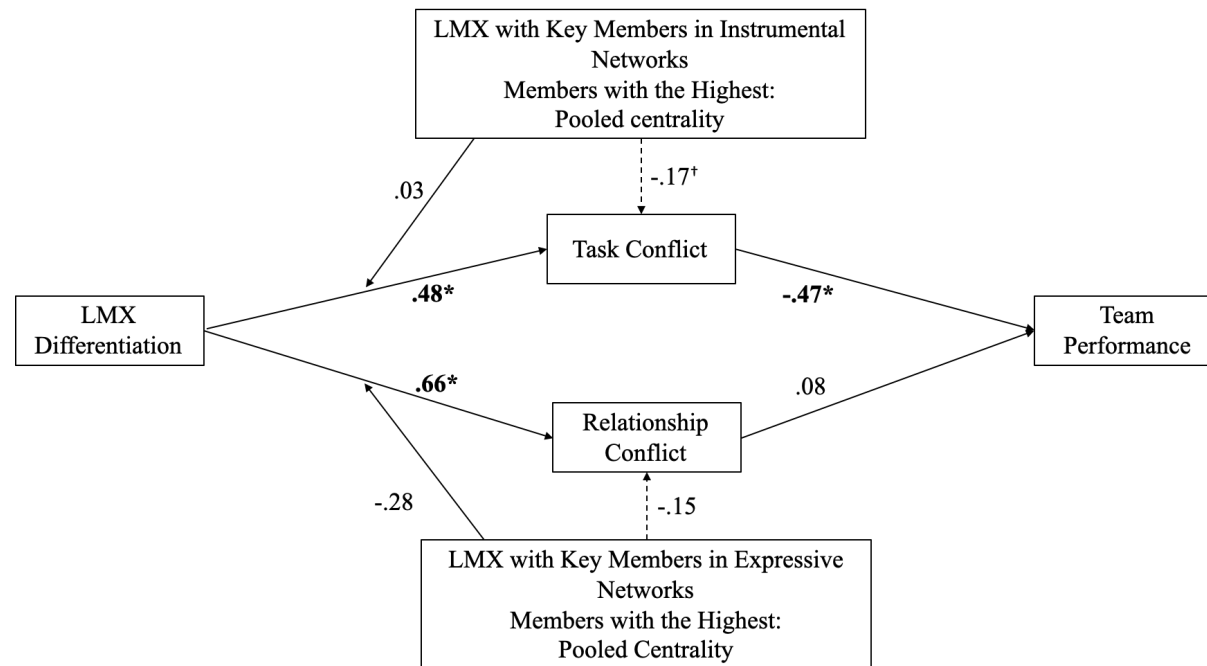 LMX with Key Members in Instrumental
Networks
Members with the Highest:
Pooled centrality
.03
-.17†
Task Conflict
.48*
-.47*
LMX
Differentiation
Team
Performance
.66*
.08
Relationship
Conflict
-.28
-.15
LMX with Key Members in Expressive
Networks
Members with the Highest:
Pooled Centrality